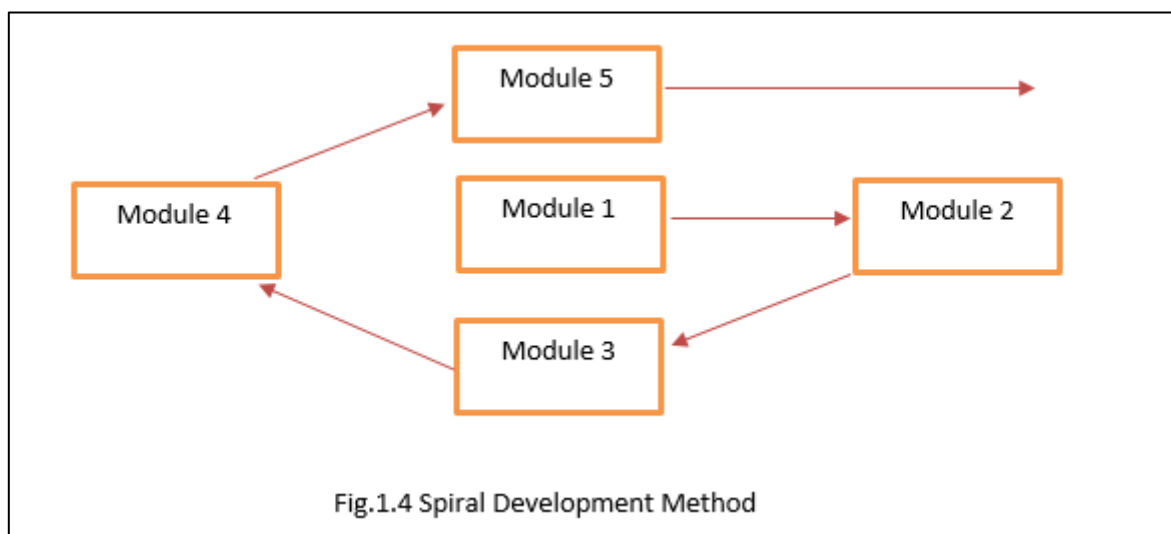 Module 5
Module 4
Module 1
Module 2
Module 3
Fig.1.4 Spiral Development Method